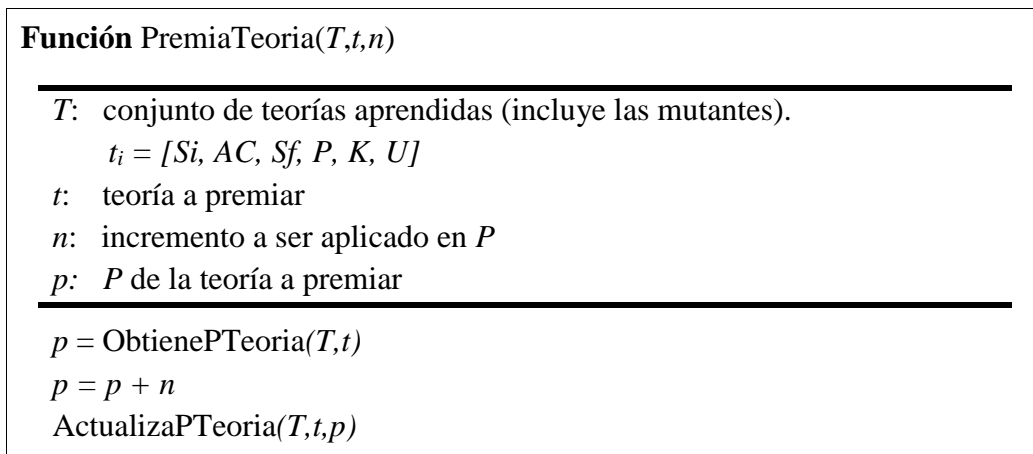 Función PremiaTeoria(T,t,n)
T: conjunto de teorías aprendidas (incluye las mutantes).
ti = [Si, AC, Sf, P, K, U]
t: teoría a premiar
n: incremento a ser aplicado en P
p: P de la teoría a premiar
p = ObtienePTeoria(T,t)
p = p + n
ActualizaPTeoria(T,t,p)